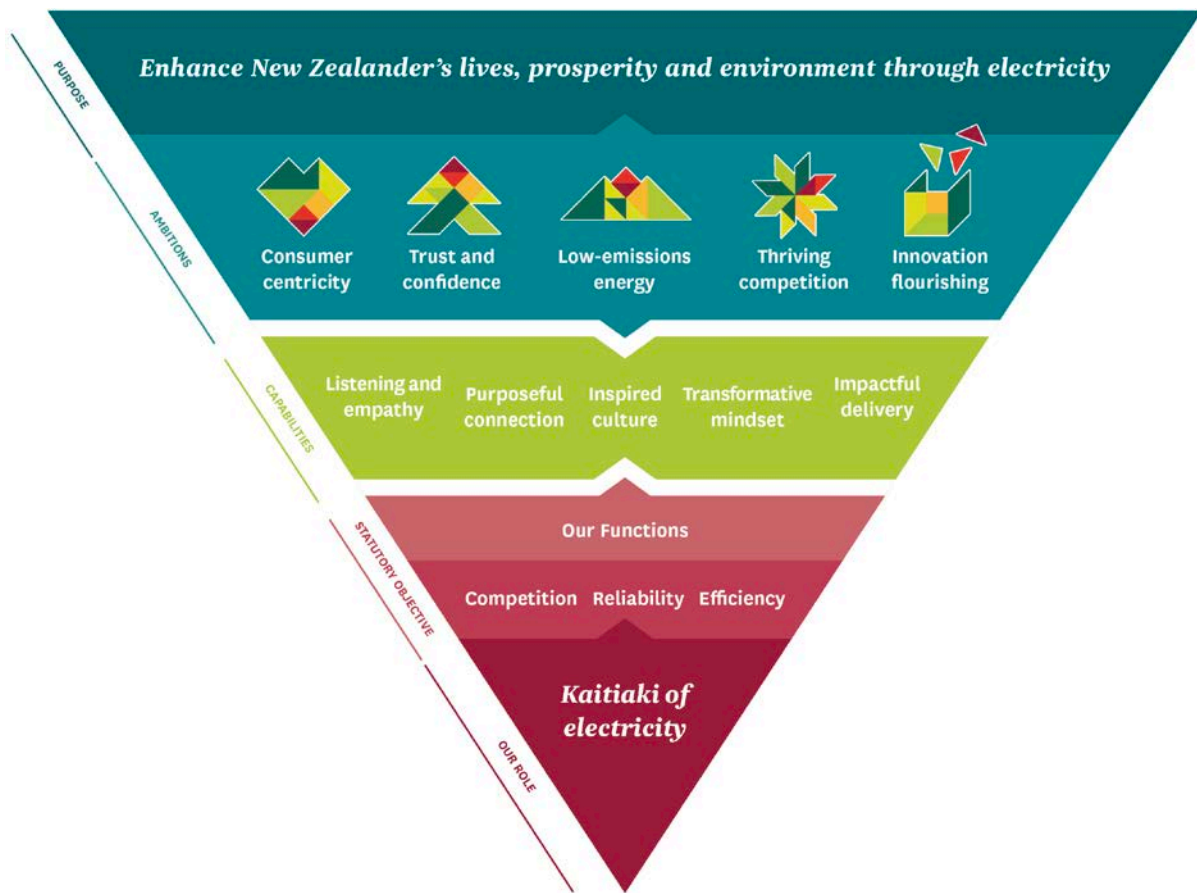 PURPOSE
Enhance New Zealander's lives, prosperity and environment through electricity
AMBITIONS
Consumer
centricity
Trust and
confidence
Low-emissions
energy
Thriving
competition
Innovation
flourishing
CAPABILITIES
Listening and
empathy
Purposeful
connection
Inspired
culture
Transformative
mindset
Impactful
delivery
STATUTORY OBJECTIVE
Our Functions
Competition Reliability Efficiency
OUR ROLE
Kaitiaki of
electricity